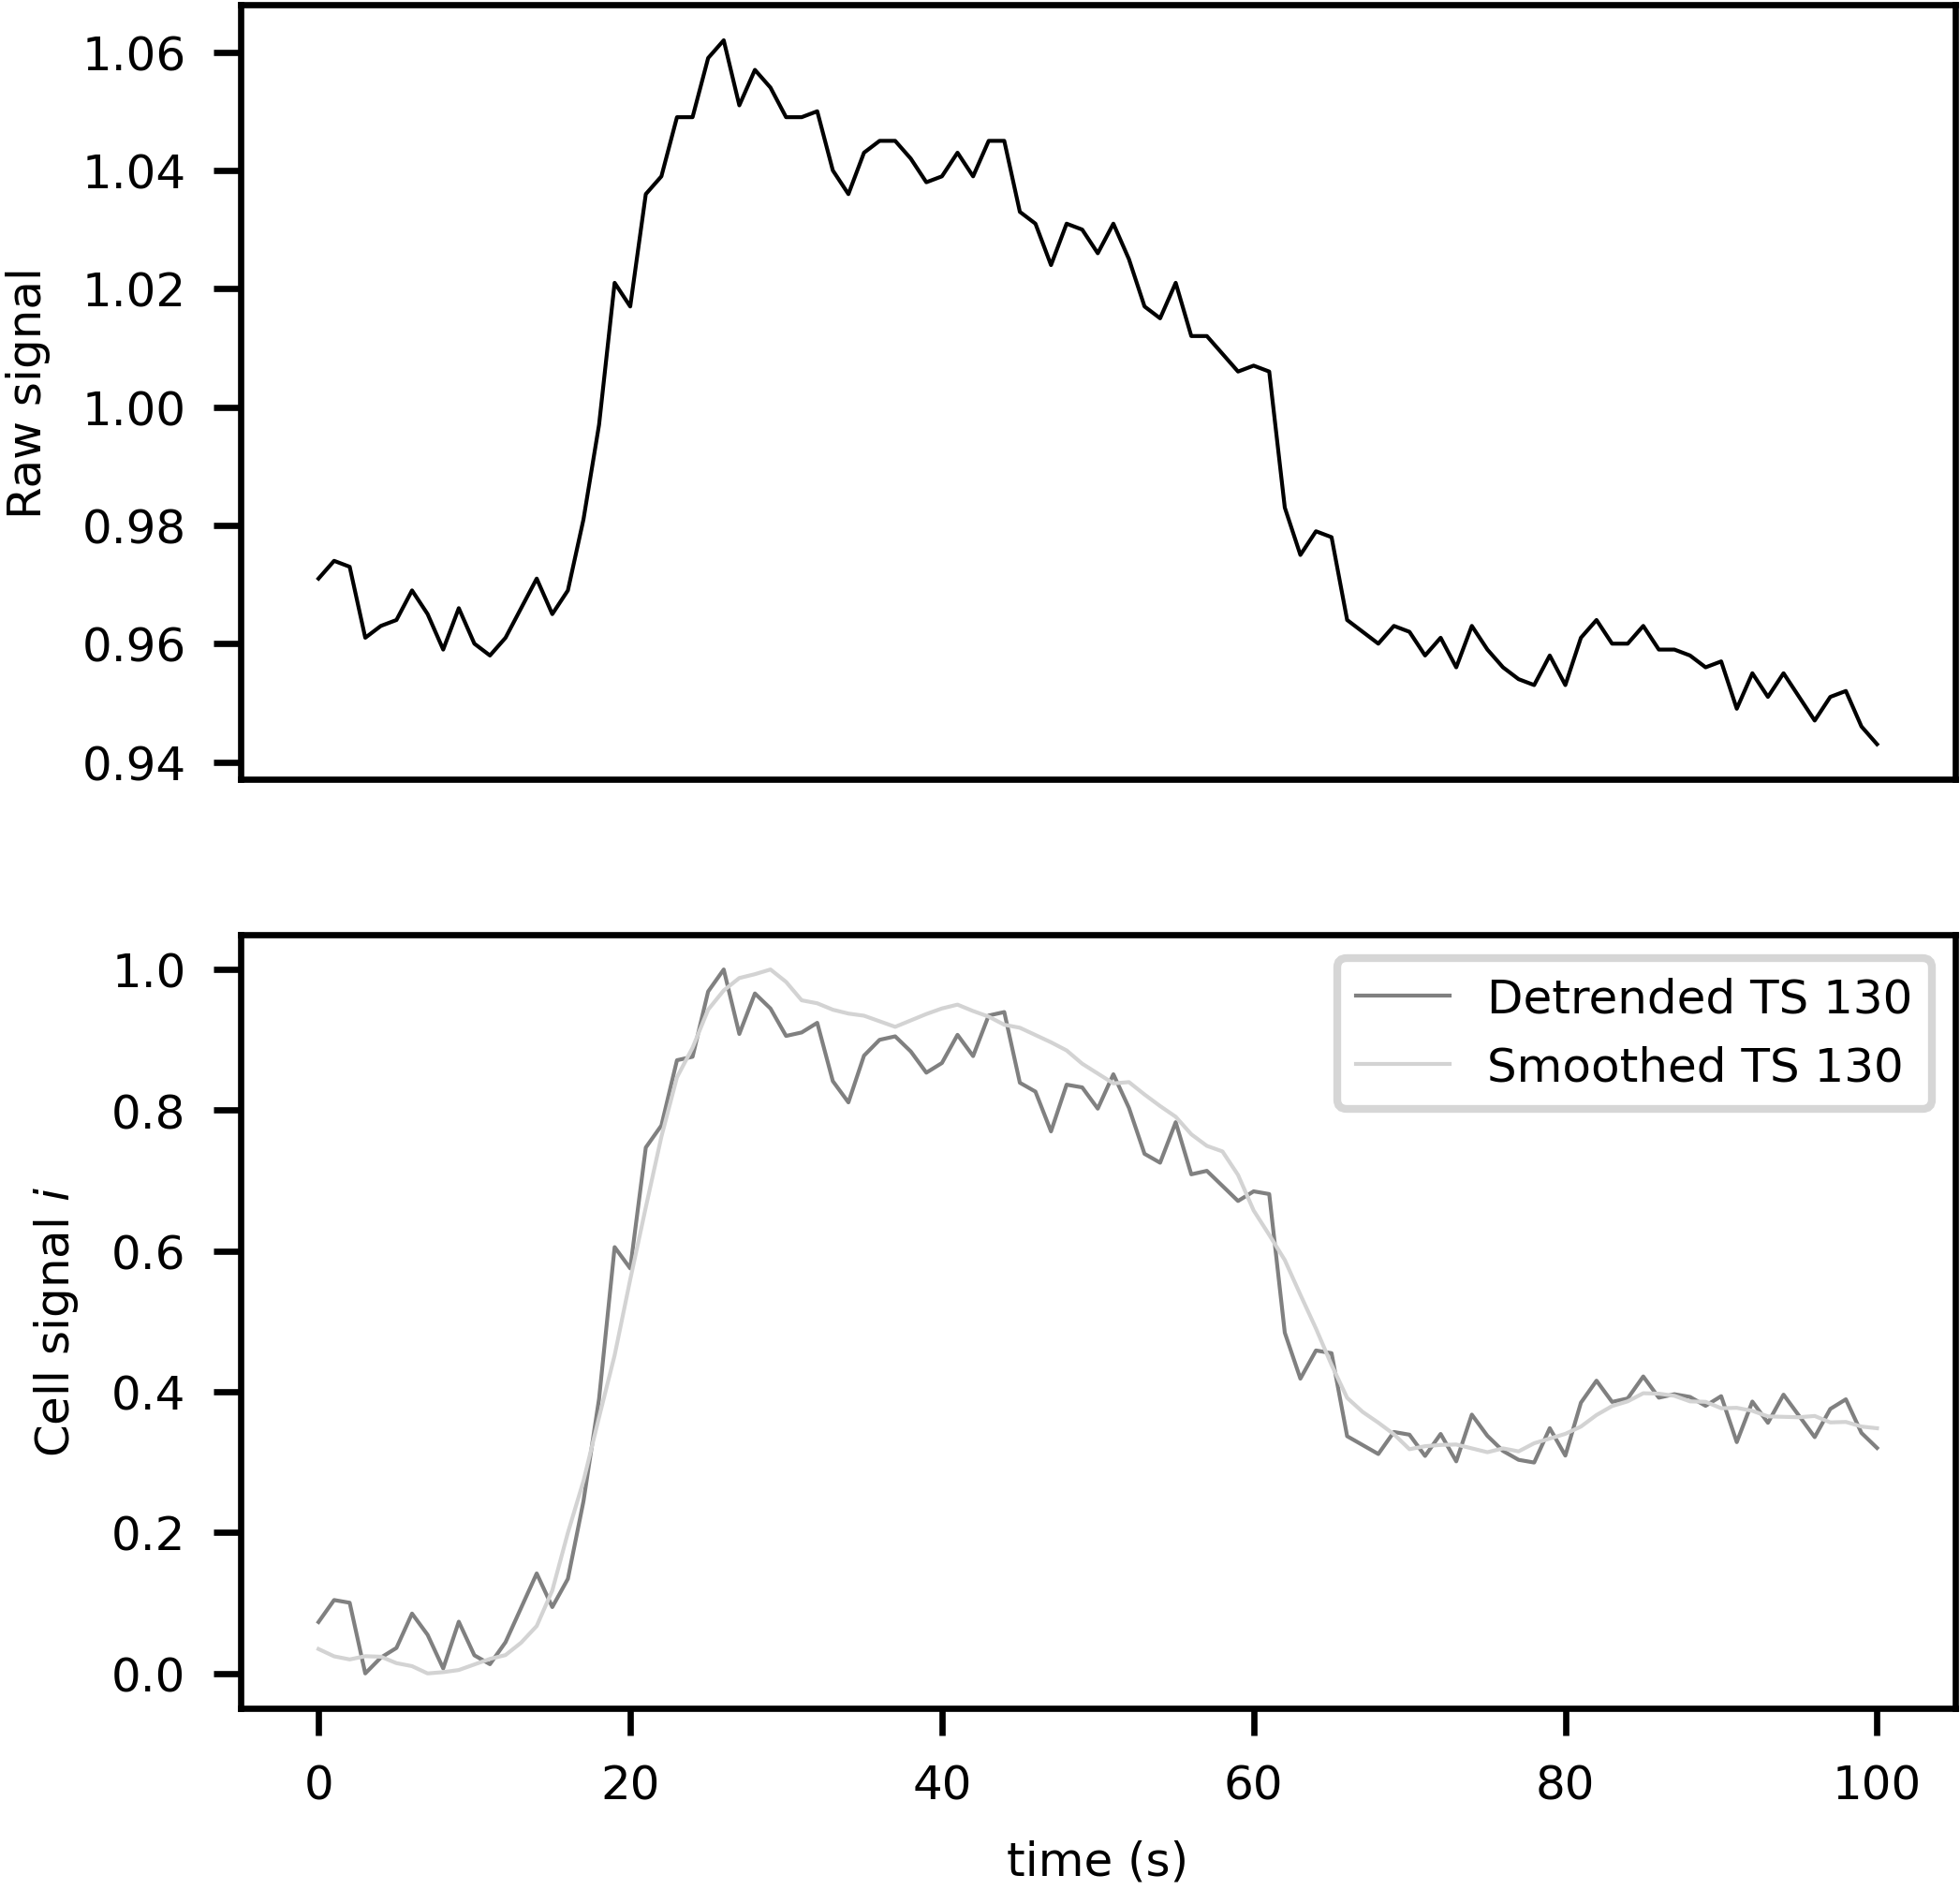 Raw signal
1.06
1.04
1.02
1.00
0.98
0.96
0.94
Cell signal i
1.0
0.8
0.6
0.4
0.2
0.0
Detrended TS 130
Smoothed TS 130
0 20 40 60 80 100
time (s)